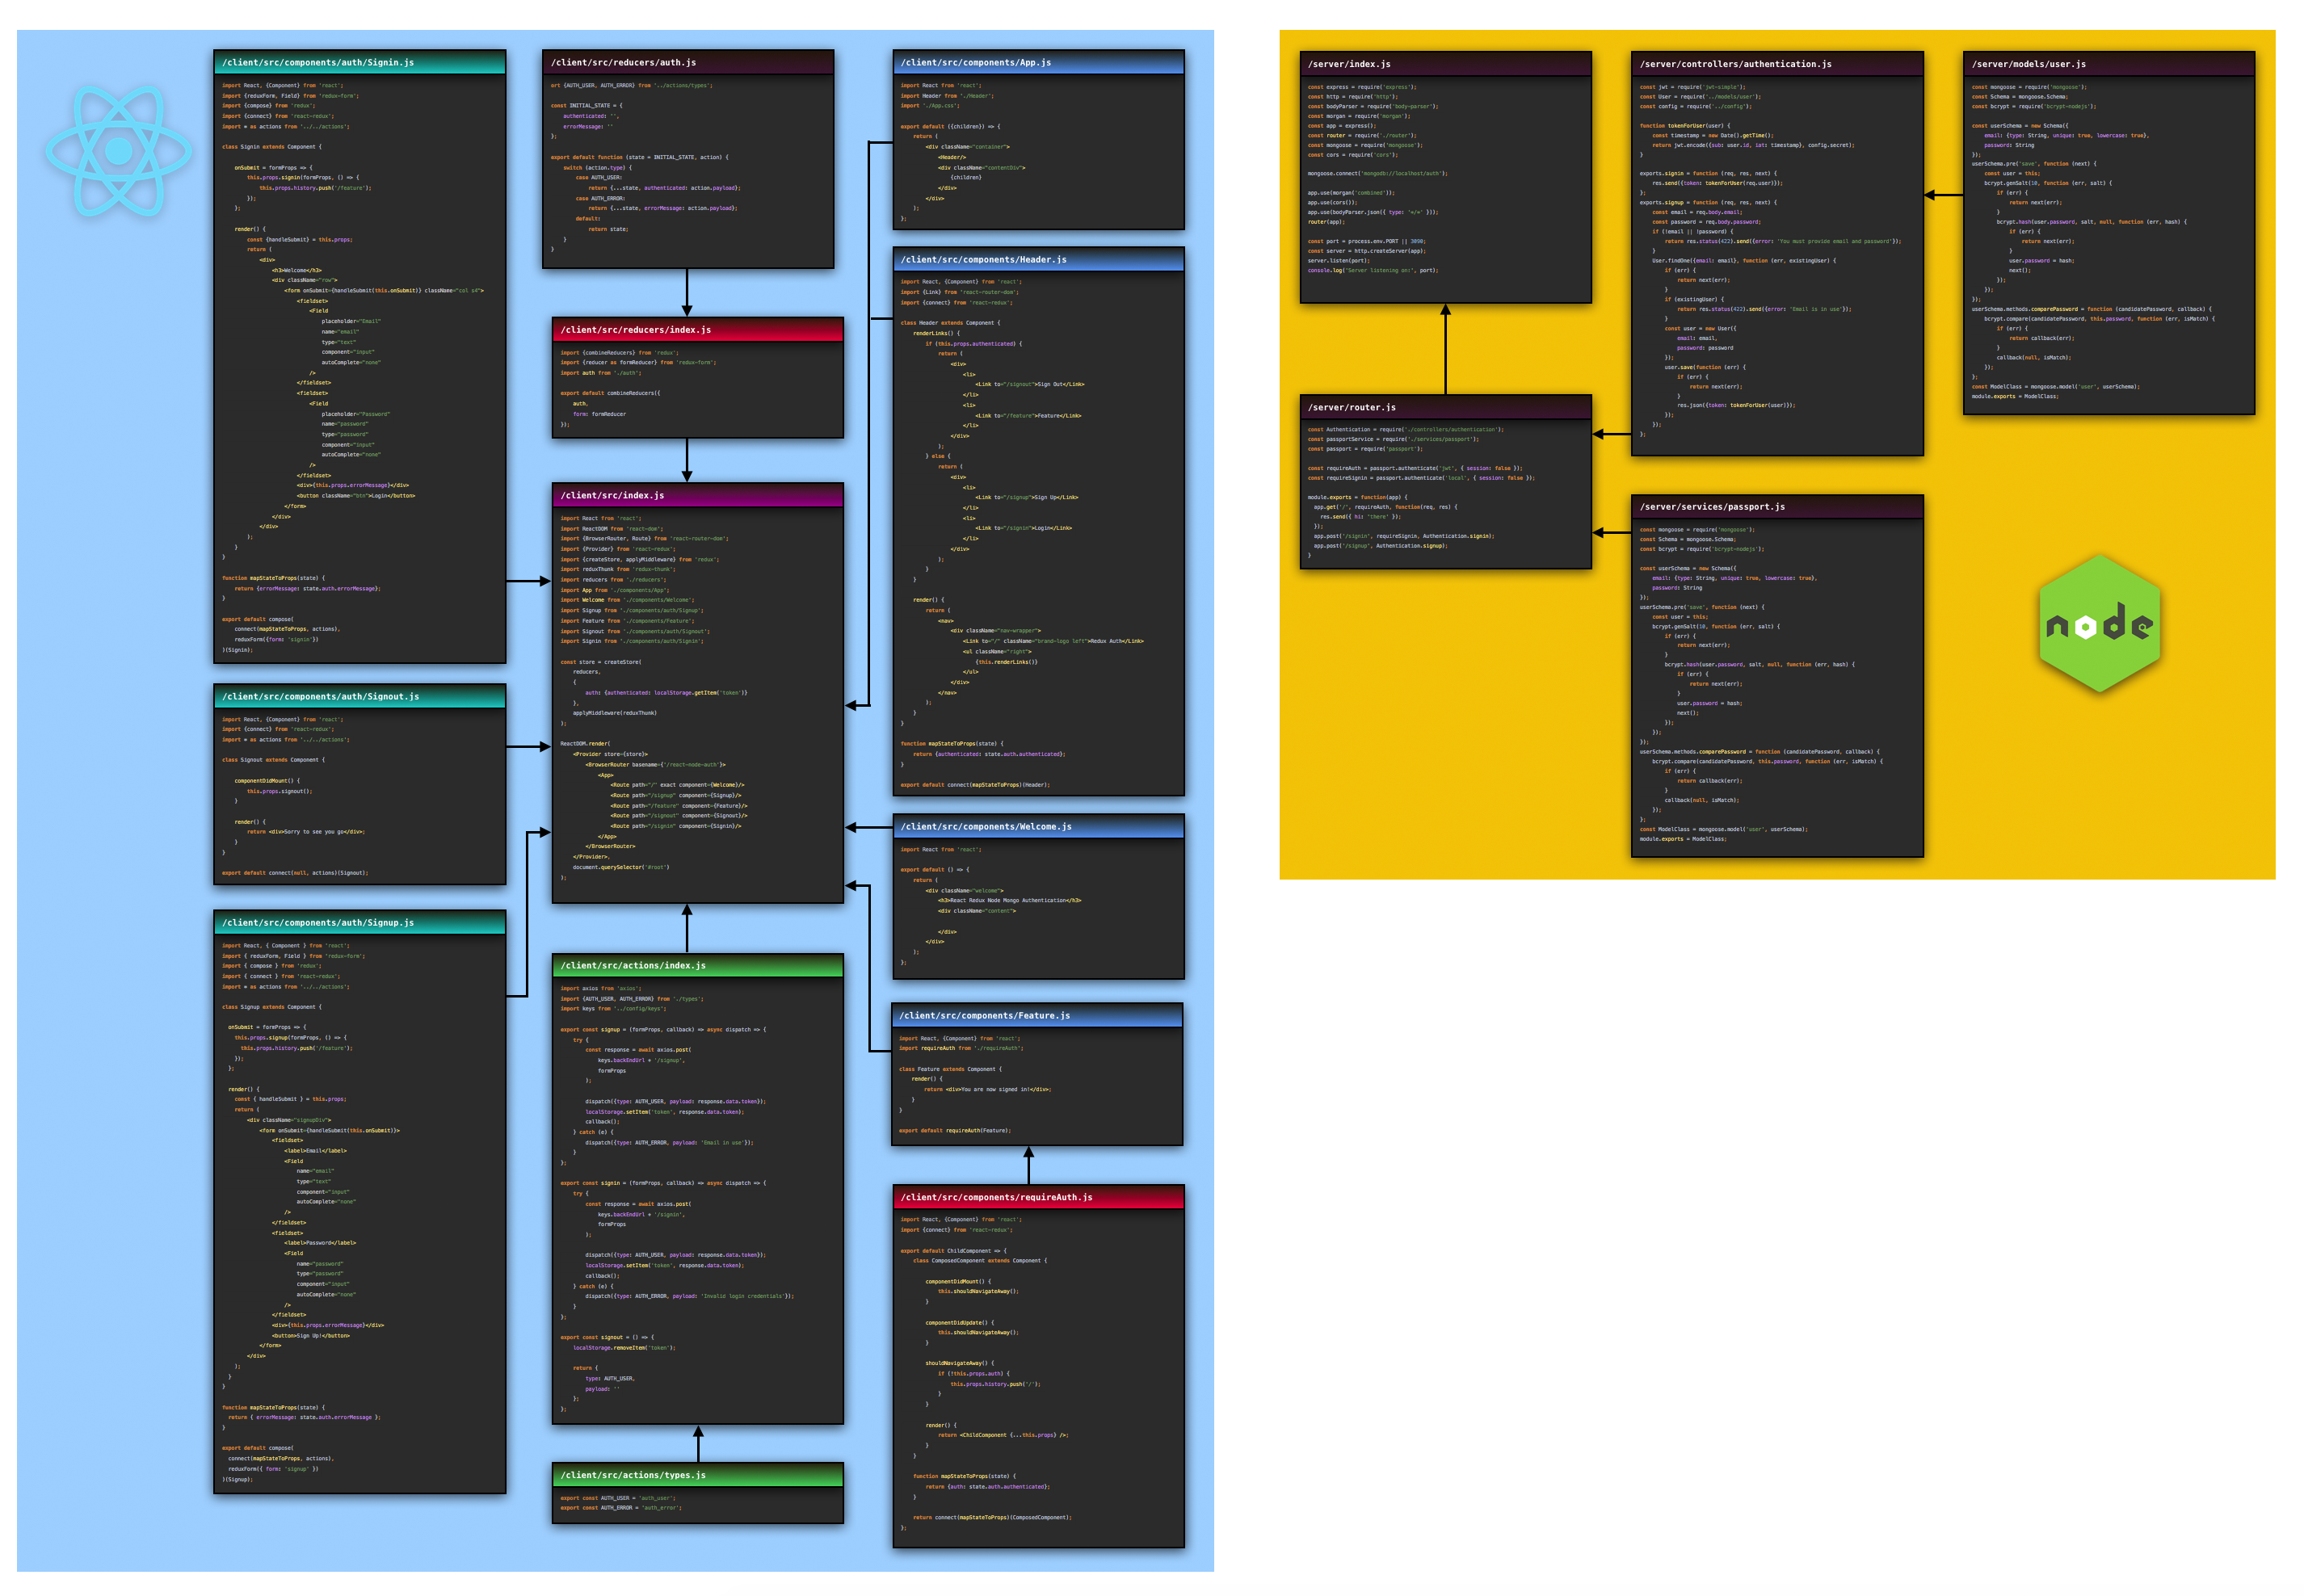 /client/src/components/auth/Signin.js
import React, {Component} from 'react';
import {reduxForm, Field} from 'redux-form';
import {compose} from 'redux';
import {connect} from 'react-redux';
import * as actions from '../../actions';
class Signin extends Component {
onSubmit = formProps => {
this.props.signin(formProps, () => {
this.props.history.push('/feature');
});
};
render() {
const {handleSubmit} = this.props;
return (
<div>
<h3>Welcome</h3>
<div className="row">
<form onSubmit={handleSubmit(this.onSubmit)} className="col s4">
<fieldset>
<Field
placeholder="Email"
name="email"
type="text"
component="input"
autoComplete="none"
/>
</fieldset>
<fieldset>
<Field
placeholder="Password"
name="password"
type="password"
component="input"
autoComplete="none"
/>
</fieldset>
<div>{this.props.errorMessage}</div>
<button className="btn">Login</button>
</form>
</div>
</div>
);
}
}
function mapStateToProps(state) {
return {errorMessage: state.auth.errorMessage};
}
export default compose(
connect(mapStateToProps, actions),
reduxForm({form: 'signin'})
)(Signin);
/client/src/components/auth/Signout.js
import React, {Component} from 'react';
import {connect} from 'react-redux';
import * as actions from '../../actions';
class Signout extends Component {
componentDidMount() {
this.props.signout();
}
render() {
return <div>Sorry to see you go</div>;
}
}
export default connect(null, actions)(Signout);
/client/src/components/auth/Signup.js
import React, { Component } from 'react';
import { reduxForm, Field } from 'redux-form';
import { compose } from 'redux';
import { connect } from 'react-redux';
import * as actions from '../../actions';
class Signup extends Component {
onSubmit = formProps => {
this.props.signup(formProps, () => {
this.props.history.push('/feature');
});
};
render() {
const { handleSubmit } = this.props;
return (
<div className="signupDiv">
<form onSubmit={handleSubmit(this.onSubmit)}>
<fieldset>
<label>Email</label>
<Field
name="email"
type="text"
component="input"
autoComplete="none"
/>
</fieldset>
<fieldset>
<label>Password</label>
<Field
name="password"
type="password"
component="input"
autoComplete="none"
/>
</fieldset>
<div>{this.props.errorMessage}</div>
<button>Sign Up!</button>
</form>
</div>
);
}
}
function mapStateToProps(state) {
return { errorMessage: state.auth.errorMessage };
}
export default compose(
connect(mapStateToProps, actions),
reduxForm({ form: 'signup' })
)(Signup);
/client/src/reducers/auth.js
ort {AUTH_USER, AUTH_ERROR} from '../actions/types';
const INITIAL_STATE = {
authenticated: '',
errorMessage: ''
};
export default function (state = INITIAL_STATE, action) {
switch (action.type) {
case AUTH_USER:
return {...state, authenticated: action.payload};
case AUTH_ERROR:
return {...state, errorMessage: action.payload};
default:
return state;
}
}
/client/src/reducers/index.js
import {combineReducers} from 'redux';
import {reducer as formReducer} from 'redux-form';
import auth from './auth';
export default combineReducers({
auth,
form: formReducer
});
/client/src/index.js
import React from 'react';
import ReactDOM from 'react-dom';
import {BrowserRouter, Route} from 'react-router-dom';
import {Provider} from 'react-redux';
import {createStore, applyMiddleware} from 'redux';
import reduxThunk from 'redux-thunk';
import reducers from './reducers';
import App from './components/App';
import Welcome from './components/Welcome';
import Signup from './components/auth/Signup';
import Feature from './components/Feature';
import Signout from './components/auth/Signout';
import Signin from './components/auth/Signin';
const store = createStore(
reducers,
{
auth: {authenticated: localStorage.getItem('token')}
},
applyMiddleware(reduxThunk)
);
ReactDOM.render(
<Provider store={store}>
<BrowserRouter basename={'/react-node-auth'}>
<App>
<Route path="/" exact component={Welcome}/>
<Route path="/signup" component={Signup}/>
<Route path="/feature" component={Feature}/>
<Route path="/signout" component={Signout}/>
<Route path="/signin" component={Signin}/>
</App>
</BrowserRouter>
</Provider>,
document.querySelector('#root')
);
/client/src/actions/index.js
import axios from 'axios';
import {AUTH_USER, AUTH_ERROR} from './types';
import keys from '../config/keys';
export const signup = (formProps, callback) => async dispatch => {
try {
const response = await axios.post(
keys.backEndUrl + '/signup',
formProps
);
dispatch({type: AUTH_USER, payload: response.data.token});
localStorage.setItem('token', response.data.token);
callback();
} catch (e) {
dispatch({type: AUTH_ERROR, payload: 'Email in use'});
}
};
export const signin = (formProps, callback) => async dispatch => {
try {
const response = await axios.post(
keys.backEndUrl + '/signin',
formProps
);
dispatch({type: AUTH_USER, payload: response.data.token});
localStorage.setItem('token', response.data.token);
callback();
} catch (e) {
dispatch({type: AUTH_ERROR, payload: 'Invalid login credentials'});
}
};
export const signout = () => {
localStorage.removeItem('token');
return {
type: AUTH_USER,
payload: ''
};
};
/client/src/actions/types.js
export const AUTH_USER = 'auth_user';
export const AUTH_ERROR = 'auth_error';
/client/src/components/App.js
import React from 'react';
import Header from './Header';
import './App.css';
export default ({children}) => {
return (
<div className="container">
<Header/>
<div className="contentDiv">
{children}
</div>
</div>
);
};
/client/src/components/Header.js
import React, {Component} from 'react';
import {Link} from 'react-router-dom';
import {connect} from 'react-redux';
class Header extends Component {
renderLinks() {
if (this.props.authenticated) {
return (
<div>
<li>
<Link to="/signout">Sign Out</Link>
</li>
<li>
<Link to="/feature">Feature</Link>
</li>
</div>
);
} else {
return (
<div>
<li>
<Link to="/signup">Sign Up</Link>
</li>
<li>
<Link to="/signin">Login</Link>
</li>
</div>
);
}
}
render() {
return (
<nav>
<div className="nav-wrapper">
<Link to="/" className="brand-logo left">Redux Auth</Link>
<ul className="right">
{this.renderLinks()}
</ul>
</div>
</nav>
);
}
}
function mapStateToProps(state) {
return {authenticated: state.auth.authenticated};
}
export default connect(mapStateToProps)(Header);
/client/src/components/Welcome.js
import React from 'react';
export default () => {
return (
<div className="welcome">
<h3>React Redux Node Mongo Authentication</h3>
<div className="content">
</div>
</div>
);
};
/client/src/components/Feature.js
import React, {Component} from 'react';
import requireAuth from './requireAuth';
class Feature extends Component {
render() {
return <div>You are now signed in!</div>;
}
}
export default requireAuth(Feature);
/client/src/components/requireAuth.js
import React, {Component} from 'react';
import {connect} from 'react-redux';
export default ChildComponent => {
class ComposedComponent extends Component {
componentDidMount() {
this.shouldNavigateAway();
}
componentDidUpdate() {
this.shouldNavigateAway();
}
shouldNavigateAway() {
if (!this.props.auth) {
this.props.history.push('/');
}
}
render() {
return <ChildComponent {...this.props} />;
}
}
function mapStateToProps(state) {
return {auth: state.auth.authenticated};
}
return connect(mapStateToProps)(ComposedComponent);
};
/server/index.js
const express = require('express');
const http = require('http');
const bodyParser = require('body-parser');
const morgan = require('morgan');
const app = express();
const router = require('./router');
const mongoose = require('mongoose');
const cors = require('cors');
mongoose.connect('mongodb://localhost/auth');
app.use(morgan('combined'));
app.use(cors());
app.use(bodyParser.json({ type: '*/*' }));
router(app);
const port = process.env.PORT || 3090;
const server = http.createServer(app);
server.listen(port);
console.log("Server listening on:", port);
/server/router.js
const Authentication = require('./controllers/authentication');
const passportService = require('./services/passport');
const passport = require('passport');
const requireAuth = passport.authenticate('jwt', { session: false });
const requireSignin = passport.authenticate('local', { session: false });
module.exports = function(app) {
app.get('/', requireAuth, function(req, res) {
res.send({ hi: 'there' });
});
app.post('/signin', requireSignin, Authentication.signin);
app.post('/signup', Authentication.signup);
}
/server/controllers/authentication.js
const jwt = require('jwt-simple');
const User = require('../models/user');
const config = require('../config');
function tokenForUser(user) {
const timestamp = new Date().getTime();
return jwt.encode({sub: user.id, iat: timestamp}, config.secret);
}
exports.signin = function (req, res, next) {
res.send({token: tokenForUser(req.user)});
};
exports.signup = function (req, res, next) {
const email = req.body.email;
const password = req.body.password;
if (!email || !password) {
return res.status(422).send({error: 'You must provide email and password'});
}
User.findOne({email: email}, function (err, existingUser) {
if (err) {
return next(err);
}
if (existingUser) {
return res.status(422).send({error: 'Email is in use'});
}
const user = new User({
email: email,
password: password
});
user.save(function (err) {
if (err) {
return next(err);
}
res.json({token: tokenForUser(user)});
});
});
};
/server/services/passport.js
const mongoose = require('mongoose');
const Schema = mongoose.Schema;
const bcrypt = require('bcrypt-nodejs');
const userSchema = new Schema({
email: {type: String, unique: true, lowercase: true},
password: String
});
userSchema.pre('save', function (next) {
const user = this;
bcrypt.genSalt(10, function (err, salt) {
if (err) {
return next(err);
}
bcrypt.hash(user.password, salt, null, function (err, hash) {
if (err) {
return next(err);
}
user.password = hash;
next();
});
});
});
userSchema.methods.comparePassword = function (candidatePassword, callback) {
bcrypt.compare(candidatePassword, this.password, function (err, isMatch) {
if (err) {
return callback(err);
}
callback(null, isMatch);
});
};
const ModelClass = mongoose.model('user', userSchema);
module.exports = ModelClass;
/server/models/user.js
const mongoose = require('mongoose');
const Schema = mongoose.Schema;
const bcrypt = require('bcrypt-nodejs');
const userSchema = new Schema({
email: {type: String, unique: true, lowercase: true},
password: String
});
userSchema.pre('save', function (next) {
const user = this;
bcrypt.genSalt(10, function (err, salt) {
if (err) {
return next(err);
}
bcrypt.hash(user.password, salt, null, function (err, hash) {
if (err) {
return next(err);
}
user.password = hash;
next();
});
});
});
userSchema.methods.comparePassword = function (candidatePassword, callback) {
bcrypt.compare(candidatePassword, this.password, function (err, isMatch) {
if (err) {
return callback(err);
}
callback(null, isMatch);
});
};
const ModelClass = mongoose.model('user', userSchema);
module.exports = ModelClass;
node